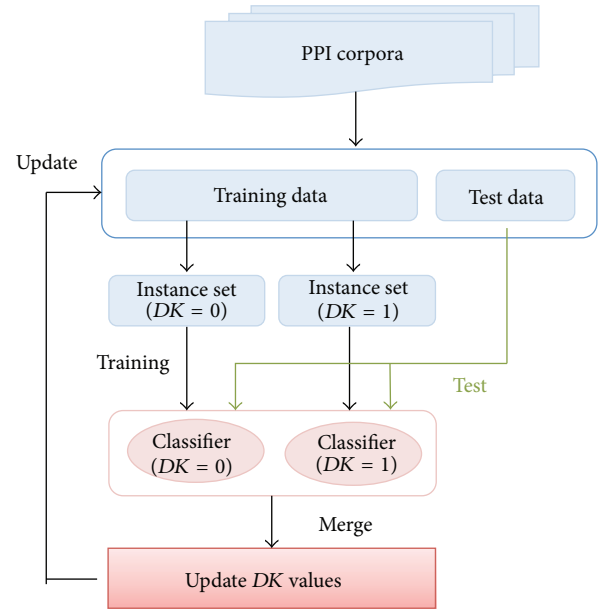 PPI corpora
Update
Training data
Test data
Instance set
(DK = 0)
Instance set
(DK = 1)
Training
Test
Classifier
(DK = 0)
Classifier
(DK = 1)
Merge
Update DK values